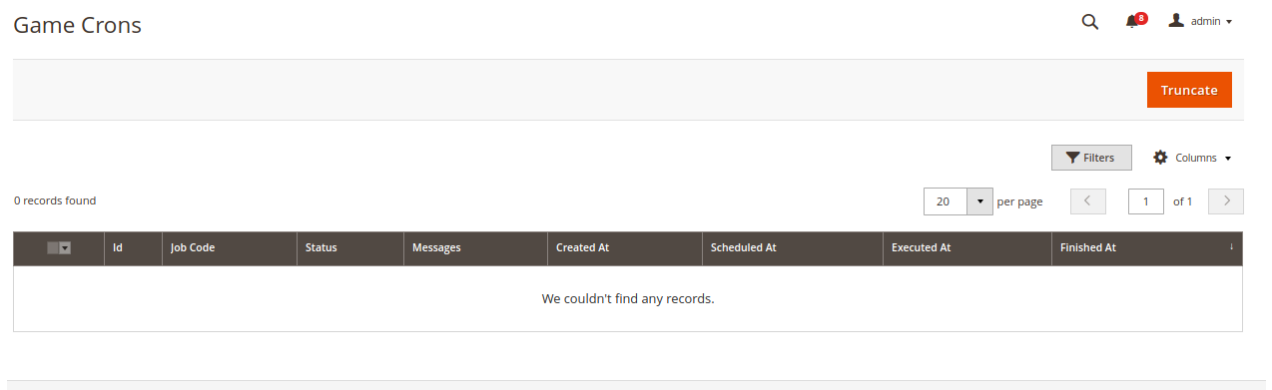 Game Crons
8
admin
Truncate
Filters
Columns
0 records found
20 per page 1 of 1
Id Job Code Status Messages Created At Scheduled At Executed At Finished At ↓
We couldn't find any records.